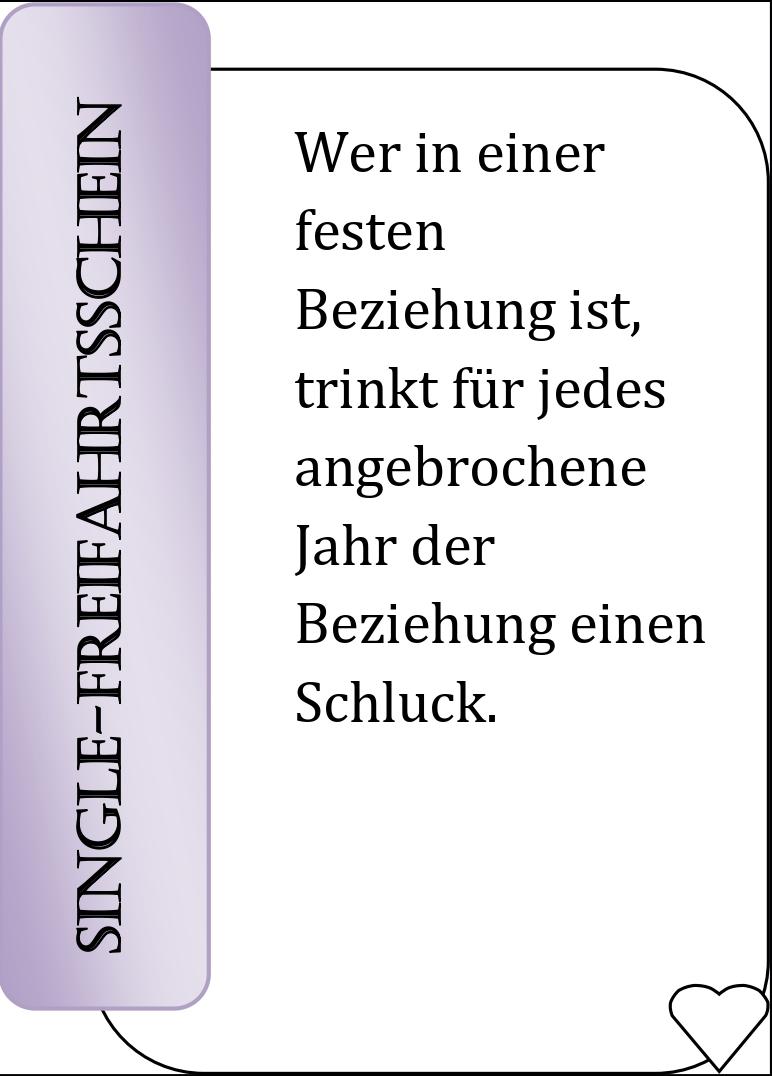 SINGLE-FREIFAHRTSSCHEIN
Wer in einer
festen
Beziehung ist,
trinkt für jedes
angebrochene
Jahr der
Beziehung einen
Schluck.